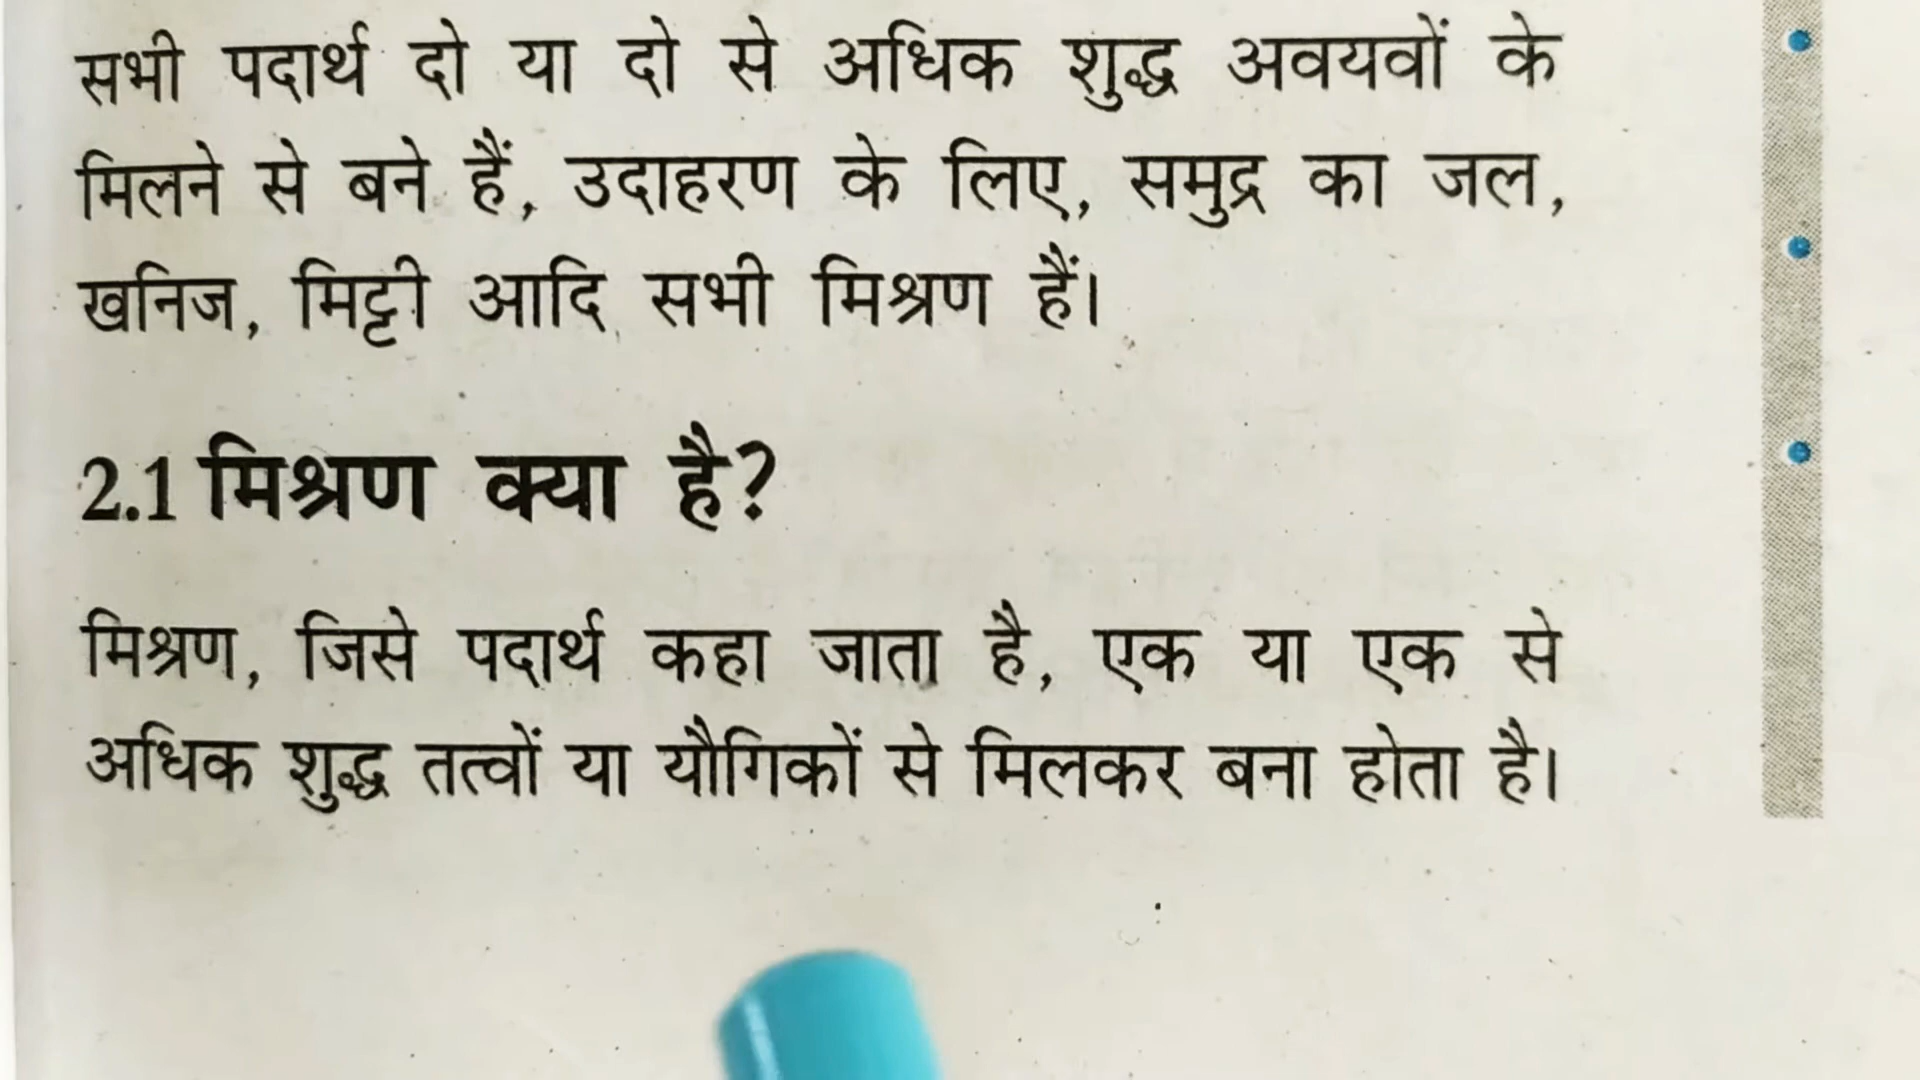 सभी पदार्थ दो या दो से अधिक शुद्ध अवयवों के
मिलने से बने हैं, उदाहरण के लिए, समुद्र का जल,
खनिज, मिट्टी आदि सभी मिश्रण हैं।
2.1 मिश्रण क्या है?
मिश्रण, जिसे पदार्थ कहा जाता है, एक या एक से
अधिक शुद्ध तत्वों या यौगिकों से मिलकर बना होता है।